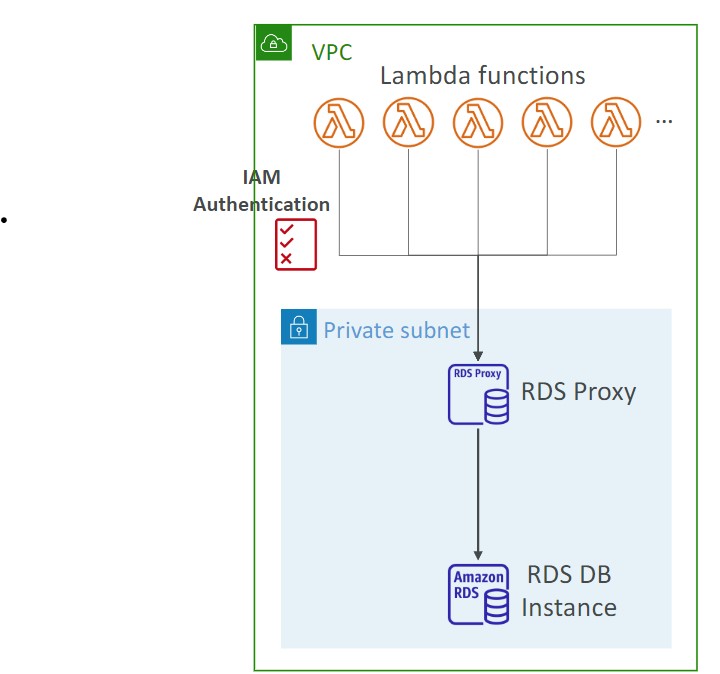 VPC
Lambda functions
...
IAM
Authentication
Private subnet
RDS Proxy
RDS Proxy
Amazon
RDS
RDS DB
Instance